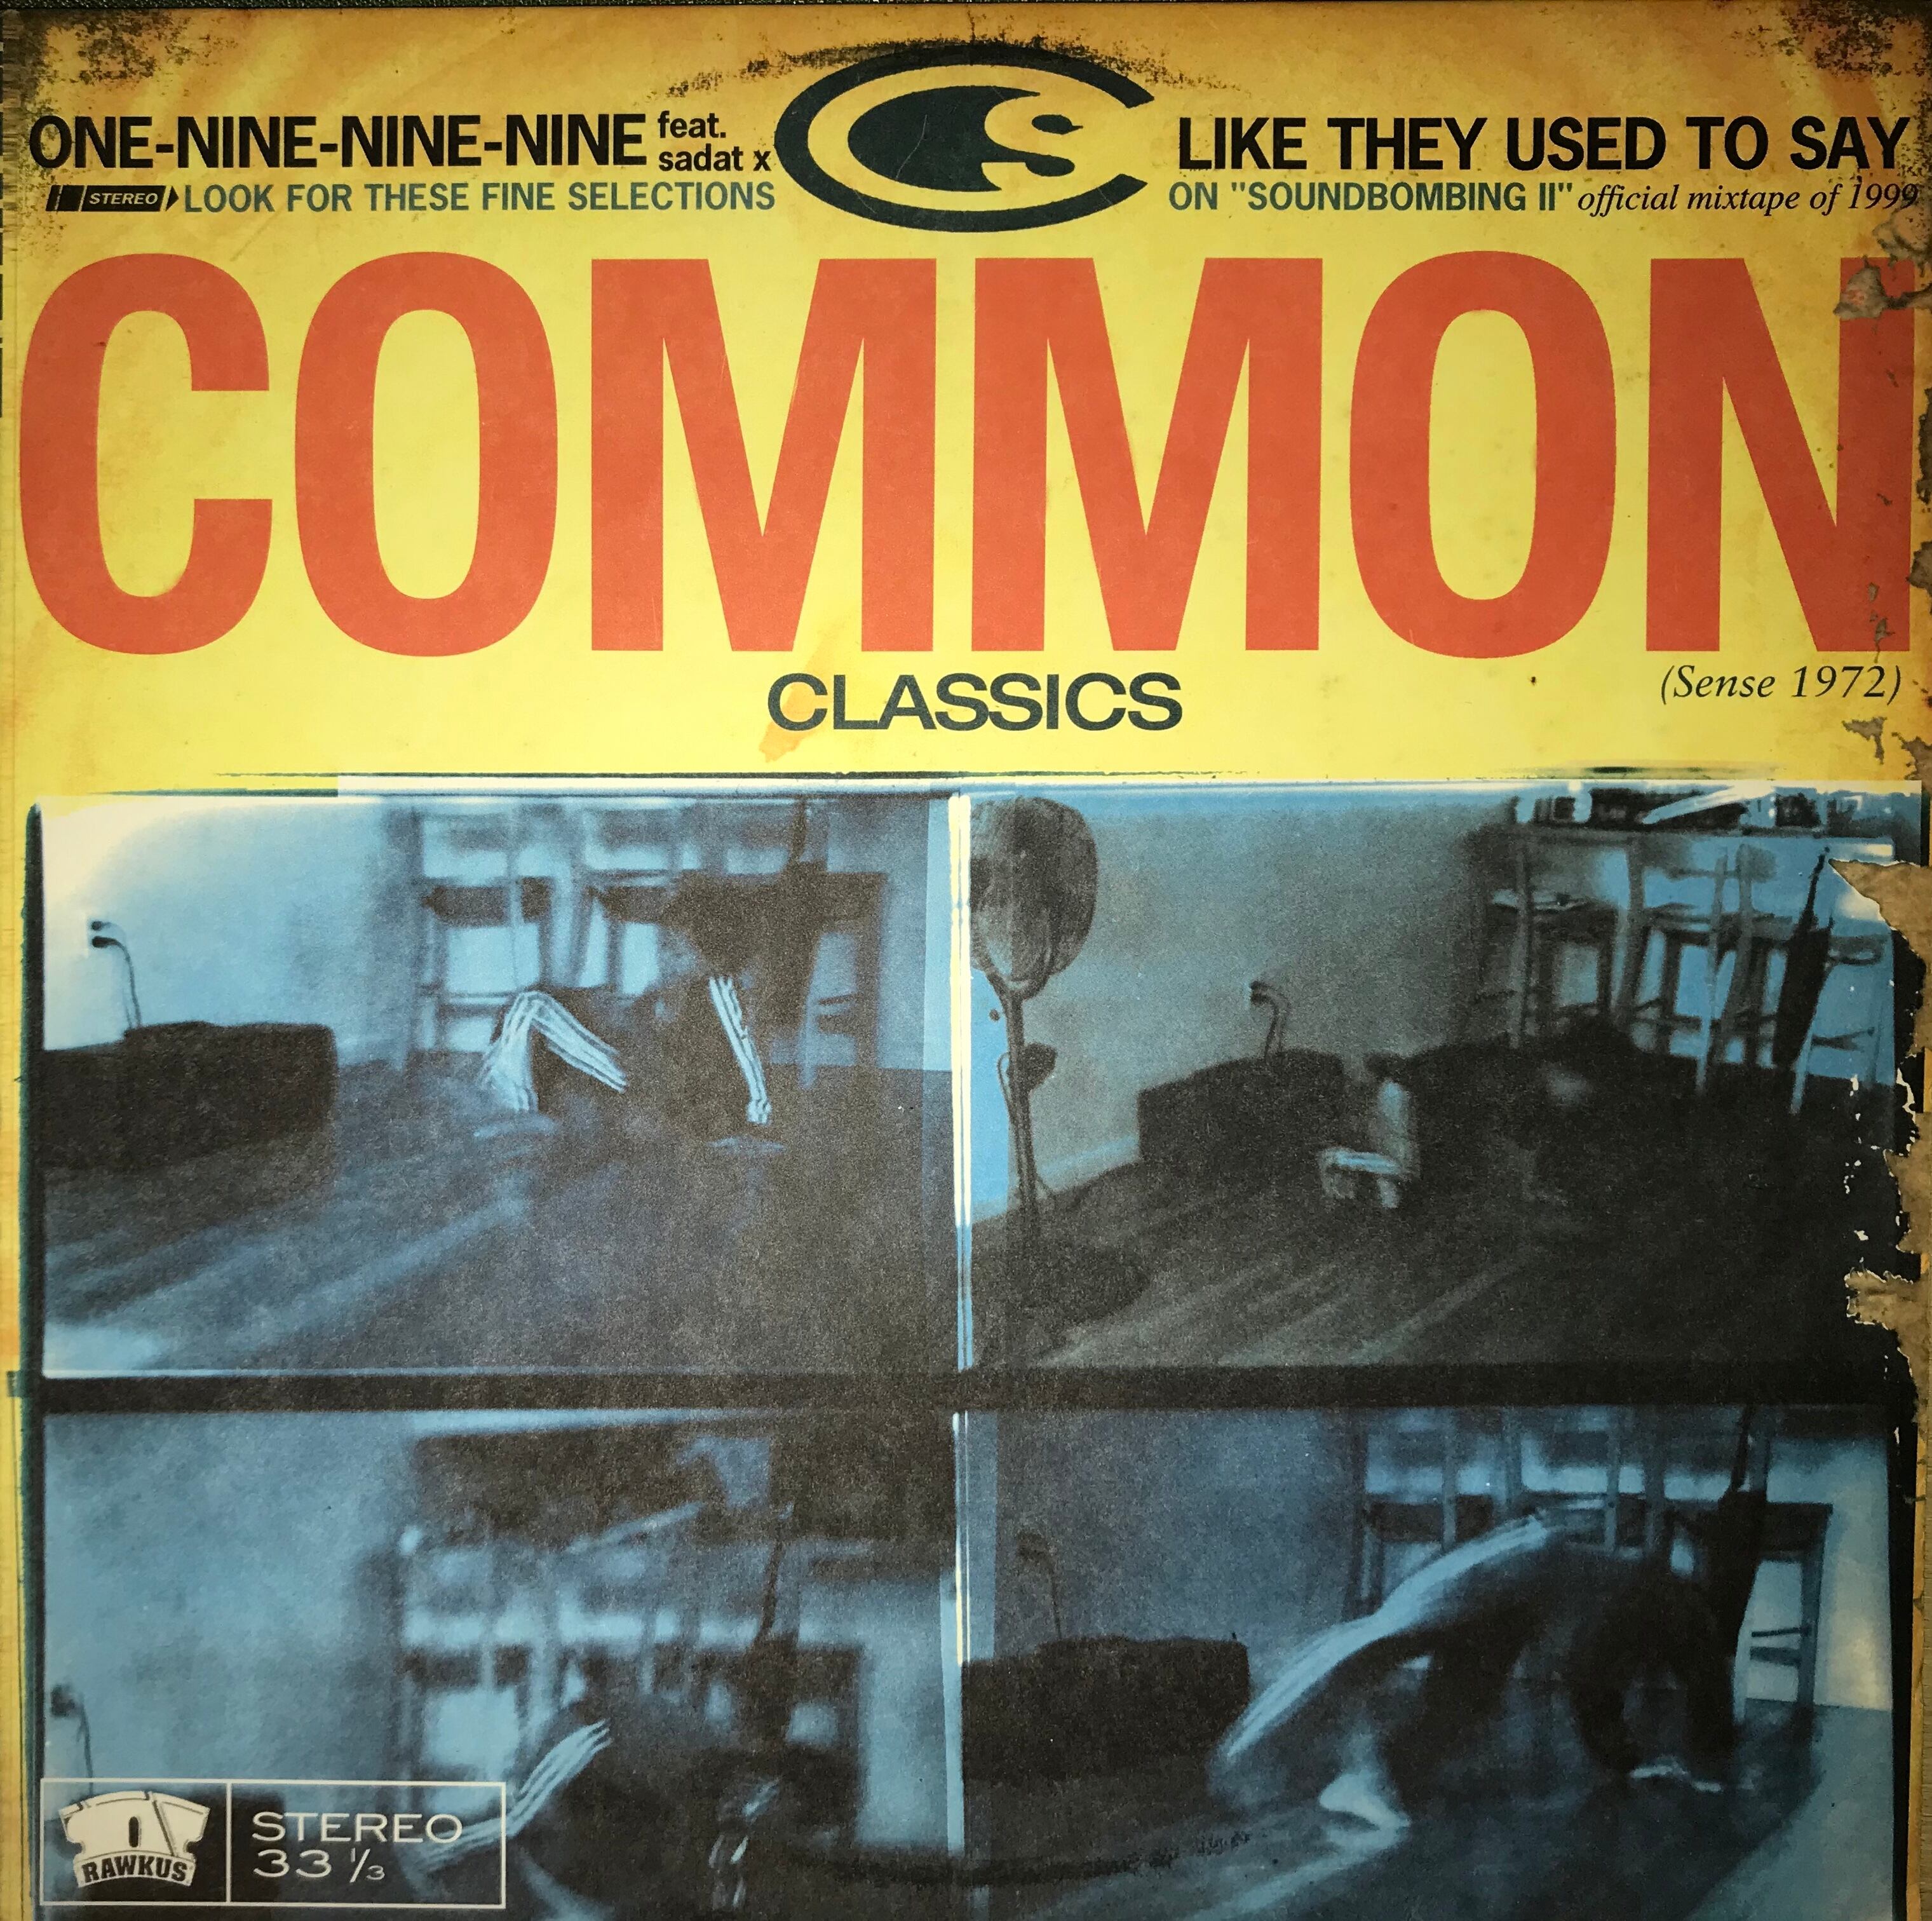 ONE-NINE-NINE-NINE feat. sadat x
STEREO LOOK FOR THESE FINE SELECTIONS
CS
LIKE THEY USED TO SAY
ON "SOUNDBOMBING II" official mixtape of 1999
COMMON
(Sense 1972)
CLASSICS
RAWKUS
STEREO
33 1/3